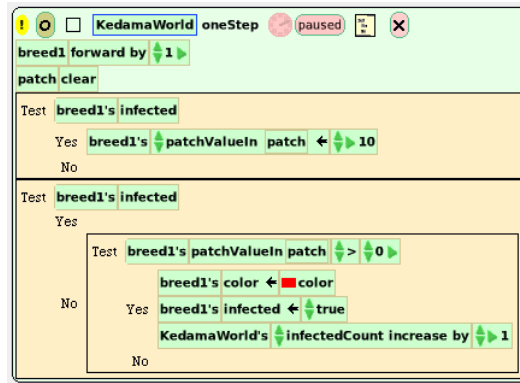 ! KedamaWorld oneStep paused
breed1 forward by 1
patch clear
Test breed1's infected
Yes breed1's patchValueIn patch ← 10
No
Test breed1's infected
Yes
Test breed1's patchValueIn patch > 0
breed1's color ← color
No Yes breed1's infected ← true
KedamaWorld's infectedCount increase by 1
No